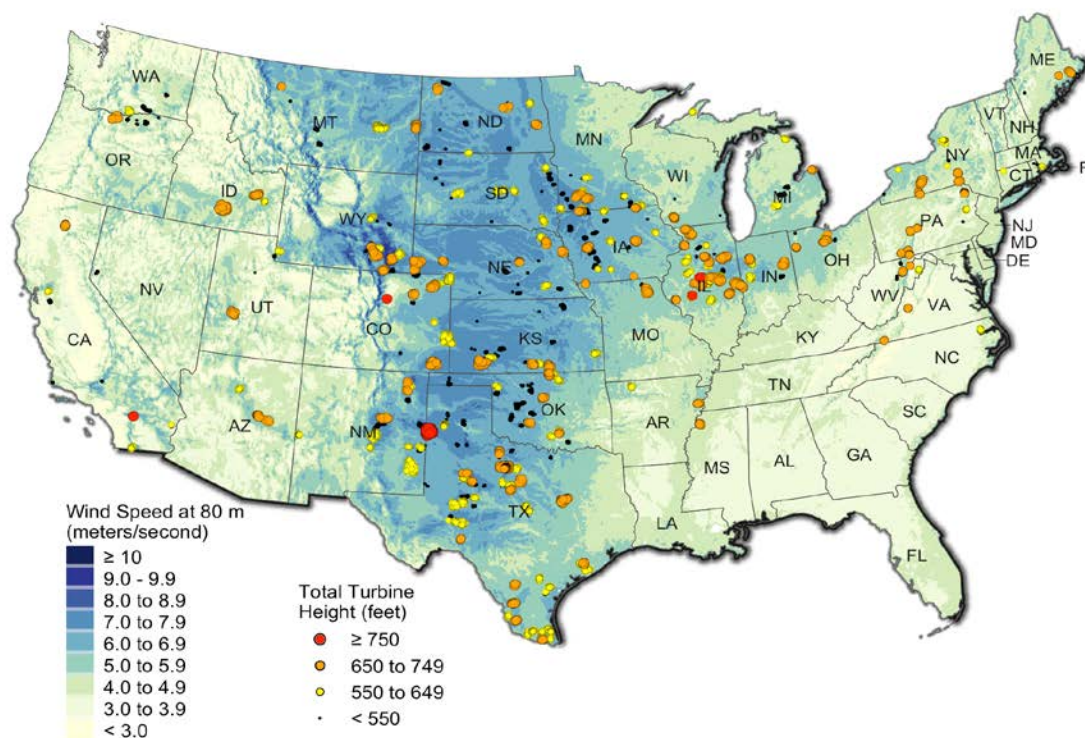 WA
ME
MT
ND
VT
MN
NH
OR
NY
MA
ID
WI
CT
SD
MI
WY
PA
IA
NJ
NE
OH
MD
IL
IN
DE
NV
UT
WV
CO
VA
CA
KS
MO
KY
NC
TN
OK
AZ
NM
AR
SC
MS
AL
GA
TX
LA
FL
Wind Speed at 80 m
(meters/second)
≥ 10
9.0 - 9.9
8.0 to 8.9
7.0 to 7.9
6.0 to 6.9
5.0 to 5.9
4.0 to 4.9
3.0 to 3.9
< 3.0
Total Turbine
Height (feet)
≥ 750
650 to 749
550 to 649
< 550